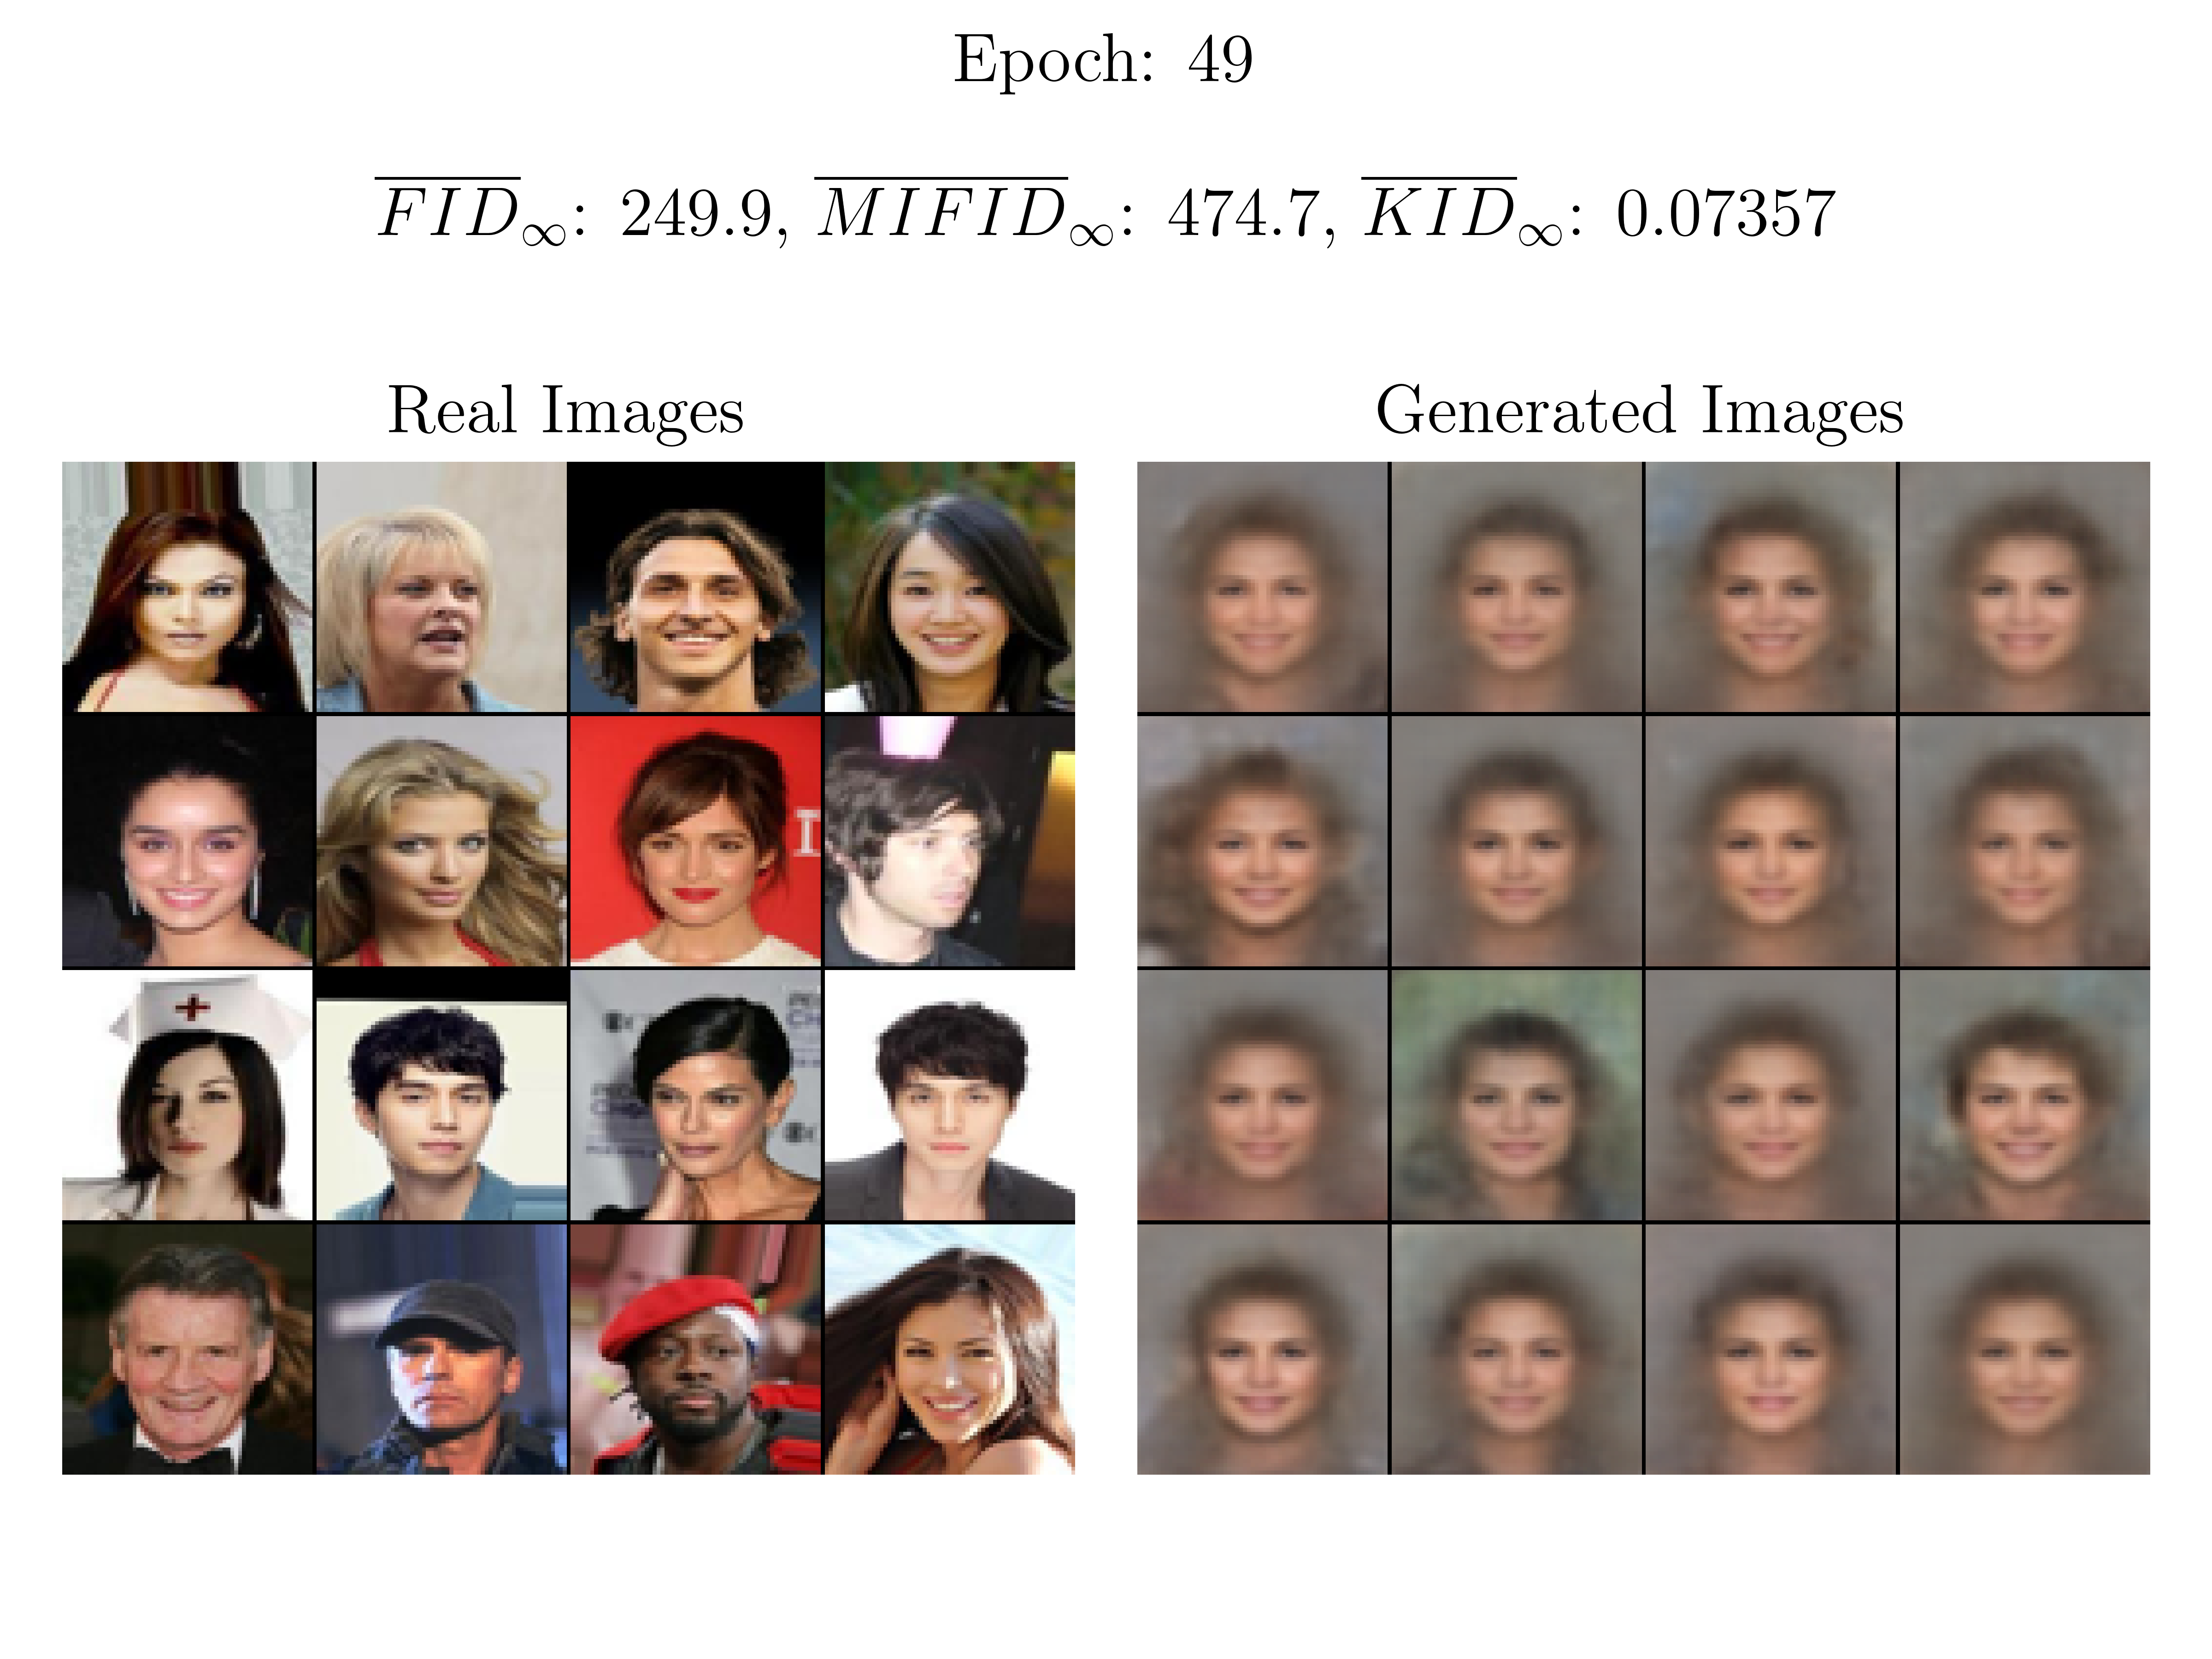 Epoch: 49
FID∞: 249.9, MIFID∞: 474.7, KID∞: 0.07357
Real Images
Generated Images